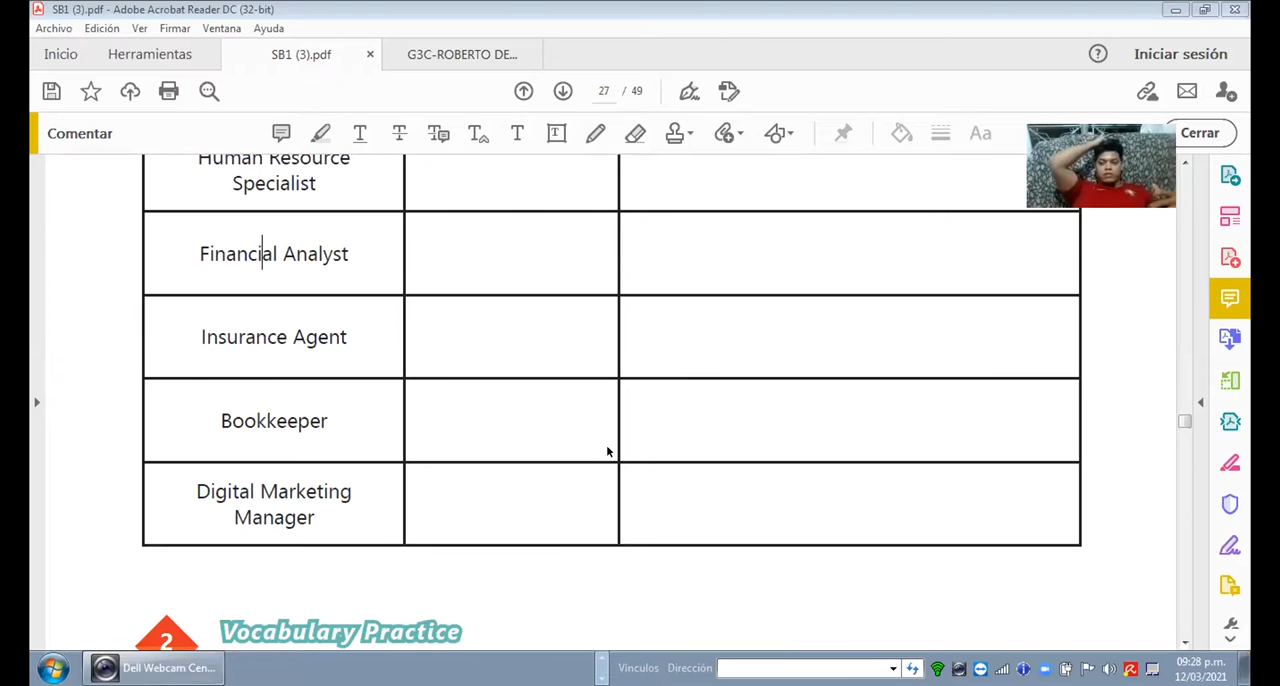 SB1 (3).pdf - Adobe Acrobat Reader DC (32-bit)
Archivo Edición Ver Firmar Ventana Ayuda
Inicio Herramientas SB1 (3).pdf × G3C-ROBERTO DE... ? Iniciar sesión
27 / 49
Comentar Aa Cerrar
Human Resource
Specialist
Financial Analyst
Insurance Agent
Bookkeeper
Digital Marketing
Manager
2 Vocabulary Practice
Dell Webcam Cen... Vínculos Dirección 09:28 p.m.
12/03/2021